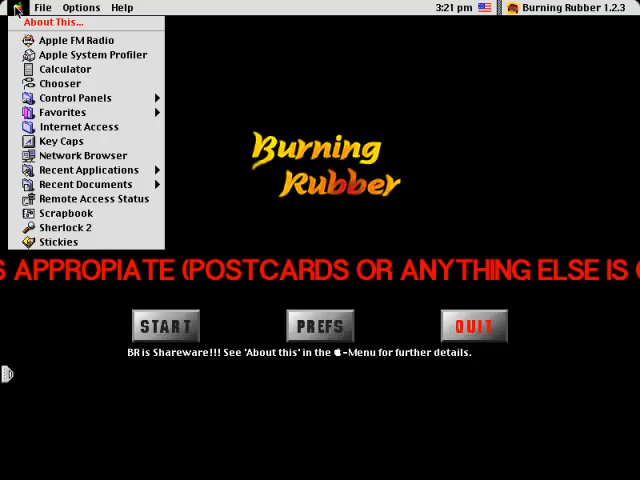 File Options Help 3:21 pm Burning Rubber 1.2.3
About This...
Apple FM Radio
Apple System Profiler
Calculator
Chooser
Control Panels
Favorites
Internet Access
Key Caps
Network Browser
Recent Applications
Recent Documents
Remote Access Status
Scrapbook
Sherlock 2
Stickies
Burning
Rubber
S APPROPIATE (POSTCARDS OR ANYTHING ELSE IS
START PREFS QUIT
BR is Shareware!!! See 'About this' in the -Menu for further details.